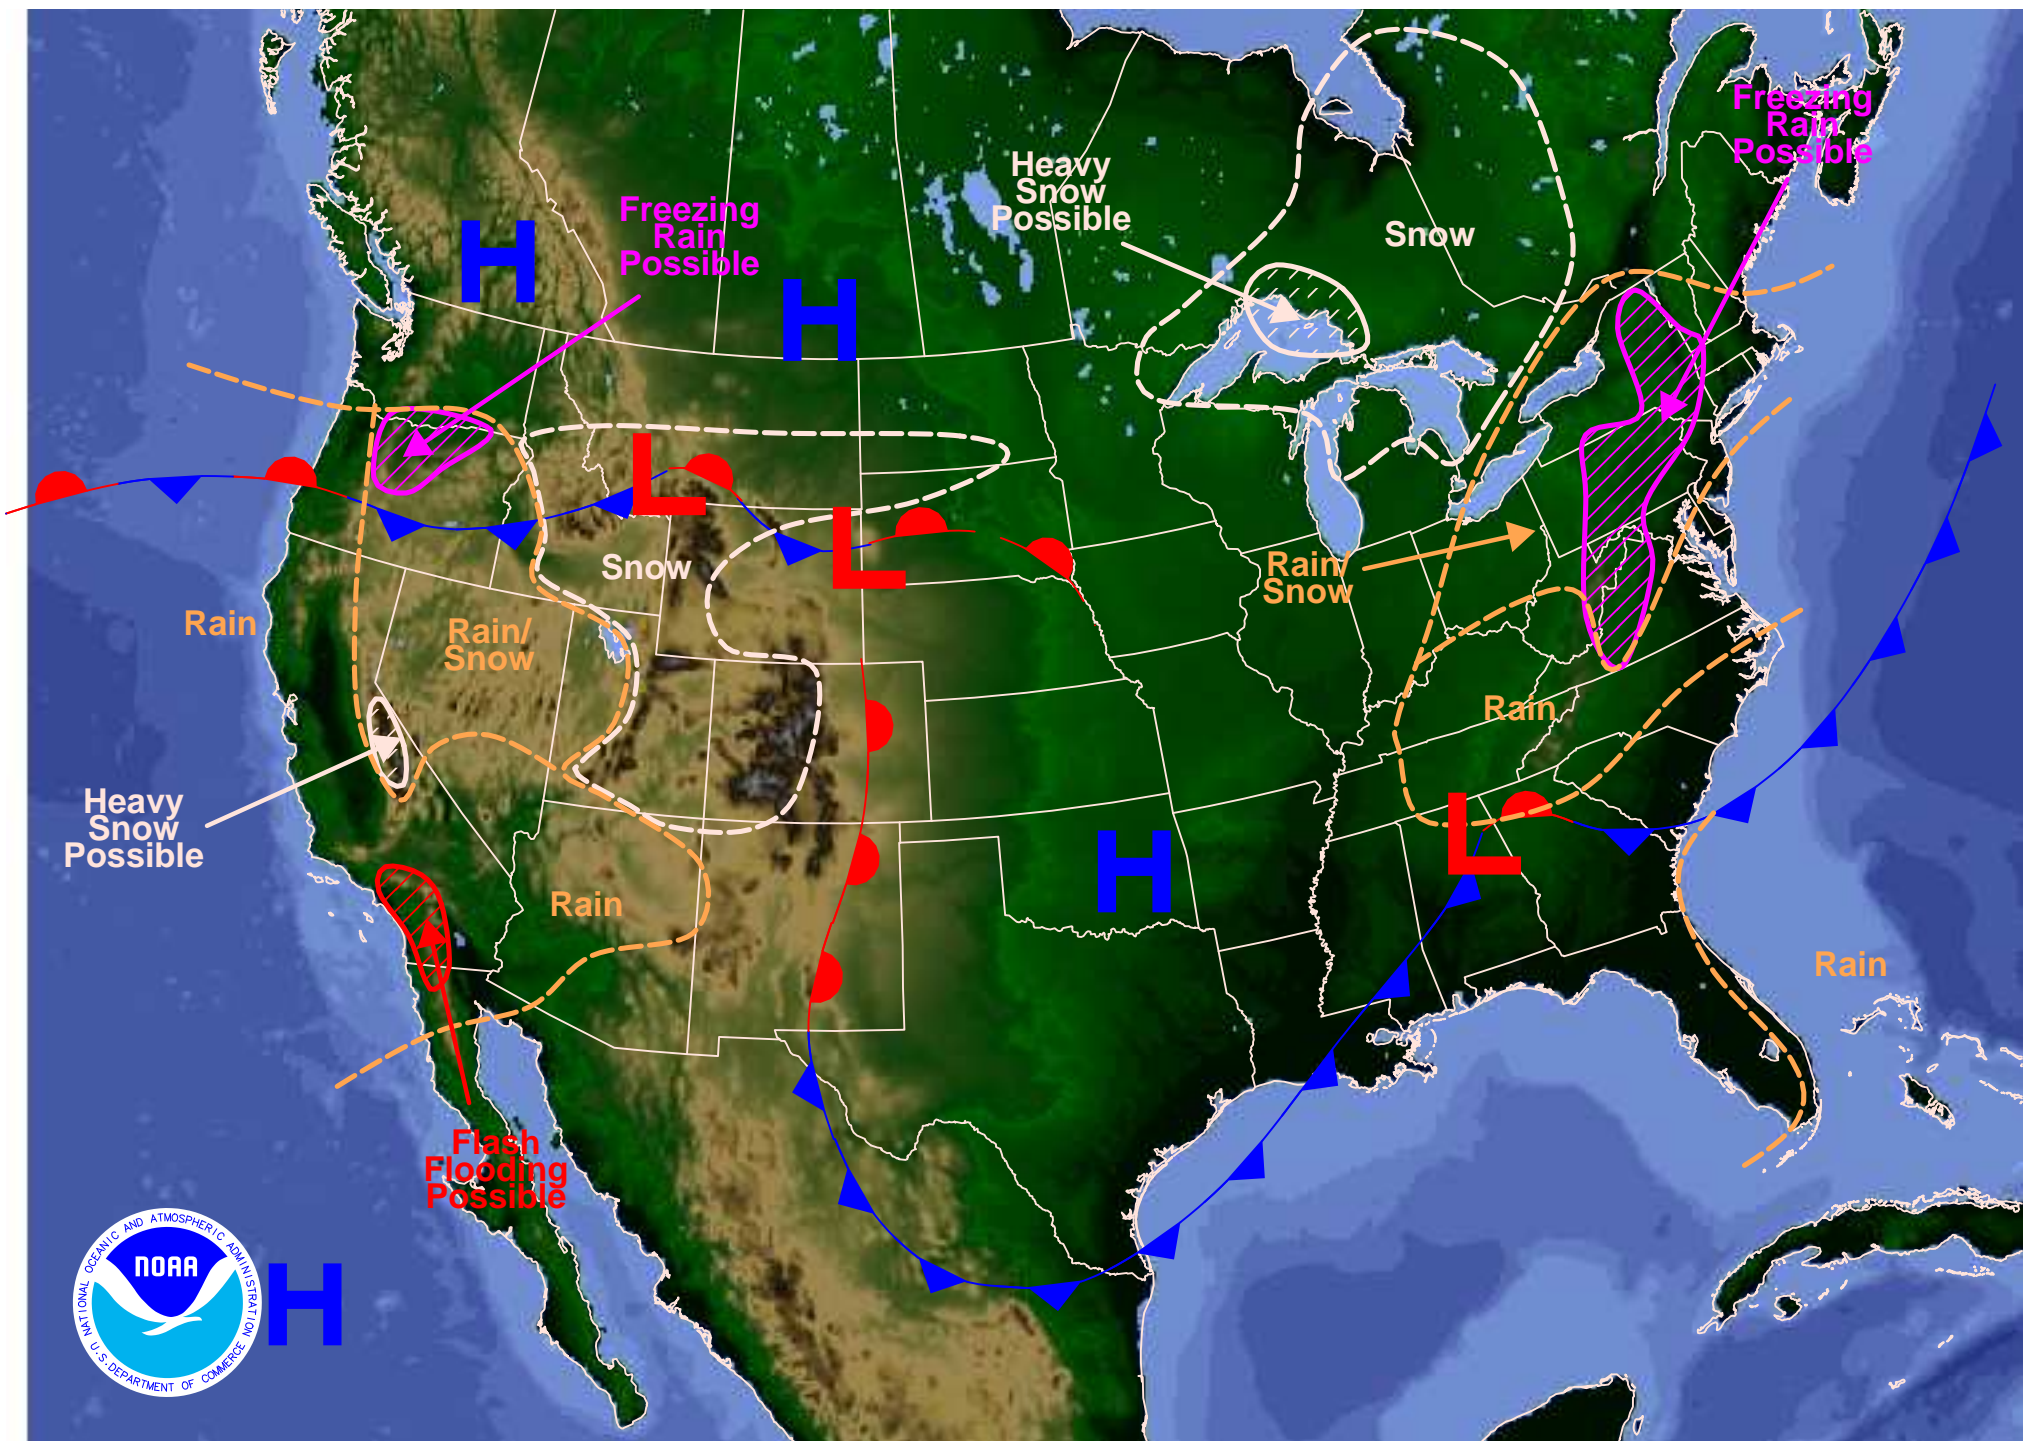 Freezing
Rain
Possible
Heavy
Snow
Possible
Snow
H
Freezing
Rain
Possible
H
L
L
Snow
Rain/
Snow
Rain
Rain/
Snow
Rain
Heavy
Snow
Possible
L
H
Rain
Rain
Flash
Flooding
Possible
H
NATIONAL OCEANIC AND ATMOSPHERIC ADMINISTRATION
NOAA
U.S. DEPARTMENT OF COMMERCE